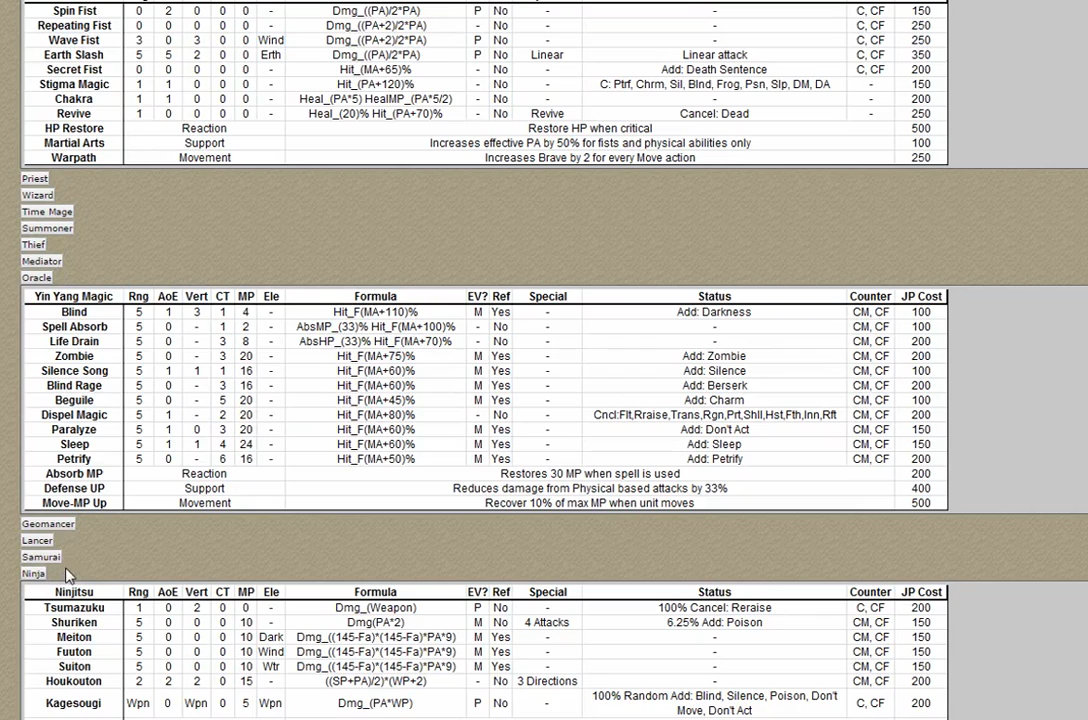 Spin Fist 0 2 0 0 0 - Dmg_((PA)/2*PA) P No - - C, CF 150
Repeating Fist 0 0 0 0 0 - Dmg_((PA+2)/2*PA) - No - - C, CF 250
Wave Fist 3 0 3 0 0 Wind Dmg_((PA+2)/2*PA) P No - - C, CF 250
Earth Slash 5 5 2 0 0 Erth Dmg_((PA/2)*PA) P No Linear Linear attack C, CF 350
Secret Fist 0 0 0 0 0 - Hit_(MA+65)% - No - Add: Death Sentence C, CF 200
Stigma Magic 1 1 0 0 0 - Hit_(PA+120)% - No - C: Ptrf, Chrm, Sil, Blnd, Frog, Psn, Slp, DM, DA - 150
Chakra 1 1 0 0 0 - Heal_(PA*5) HealMP_(PA*5/2) - No - - - 200
Revive 1 0 0 0 0 - Heal_(20)% Hit_(PA+70)% - No Revive Cancel: Dead - 250
HP Restore Reaction Restore HP when critical 500
Martial Arts Support Increases effective PA by 50% for fists and physical abilities only 100
Warpath Movement Increases Brave by 2 for every Move action 250
Priest
Wizard
Time Mage
Summoner
Thief
Mediator
Oracle
Yin Yang Magic Rng AoE Vert CT MP Ele Formula EV? Ref Special Status Counter JP Cost
Blind 5 1 3 1 4 - Hit_F(MA+110)% M Yes - Add: Darkness CM, CF 100
Spell Absorb 5 0 - 1 2 - AbsMP_(33)% Hit_F(MA+100)% - No - - CM, CF 200
Life Drain 5 0 - 3 8 - AbsHP_(33)% Hit_F(MA+70)% - No - - CM, CF 200
Zombie 5 0 - 3 20 - Hit_F(MA+75)% M Yes - Add: Zombie CM, CF 200
Silence Song 5 1 1 1 16 - Hit_F(MA+60)% M Yes - Add: Silence CM, CF 100
Blind Rage 5 0 - 3 16 - Hit_F(MA+60)% M Yes - Add: Berserk CM, CF 200
Beguile 5 0 - 5 20 - Hit_F(MA+45)% M Yes - Add: Charm CM, CF 100
Dispel Magic 5 1 - 2 20 - Hit_F(MA+80)% - No - Cncl:Flt,Rraise,Trans,Rgn,Prt,Shll,Hst,Fth,Inn,Rft CM, CF 200
Paralyze 5 1 0 3 20 - Hit_F(MA+60)% M Yes - Add: Don't Act CM, CF 150
Sleep 5 1 1 4 24 - Hit_F(MA+60)% M Yes - Add: Sleep CM, CF 150
Petrify 5 0 - 6 16 - Hit_F(MA+50)% M Yes - Add: Petrify CM, CF 200
Absorb MP Reaction Restores 30 MP when spell is used 200
Defense UP Support Reduces damage from Physical based attacks by 33% 400
Move-MP Up Movement Recover 10% of max MP when unit moves 500
Geomancer
Lancer
Samurai
Ninja
Ninjitsu Rng AoE Vert CT MP Ele Formula EV? Ref Special Status Counter JP Cost
Tsumazuku 1 0 2 0 0 - Dmg_(Weapon) P No - 100% Cancel: Reraise C, CF 200
Shuriken 5 0 0 0 10 - Dmg(PA*2) M No 4 Attacks 6.25% Add: Poison CM, CF 150
Meiton 5 0 0 0 10 Dark Dmg_((145-Fa)*(145-Fa)*PA*9) M Yes - - CM, CF 150
Fuuton 5 0 0 0 10 Wind Dmg_((145-Fa)*(145-Fa)*PA*9) M Yes - - CM, CF 150
Suiton 5 0 0 0 10 Wtr Dmg_((145-Fa)*(145-Fa)*PA*9) M Yes - - CM, CF 150
Houkouton 2 2 2 0 15 - ((SP+PA)/2)*(WP+2) - No 3 Directions - CM, CF 200
Kagesougi Wpn 0 Wpn 0 5 Wpn Dmg_(PA*WP) P No - 100% Random Add: Blind, Silence, Poison, Don't Move, Don't Act C, CF 200